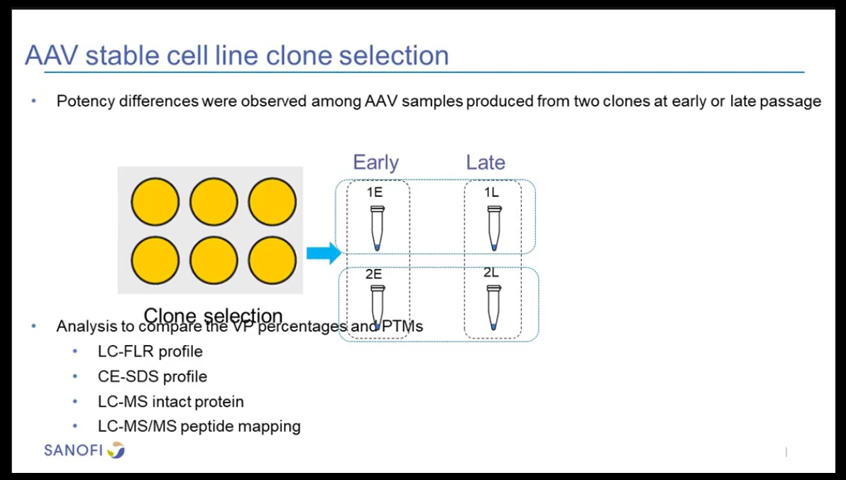 AAV stable cell line clone selection
• Potency differences were observed among AAV samples produced from two clones at early or late passage
Early Late
1E 1L
2E 2L
Clone selection
• Analysis to compare the VP percentages and PTMs
• LC-FLR profile
• CE-SDS profile
• LC-MS intact protein
• LC-MS/MS peptide mapping
SANOFI |